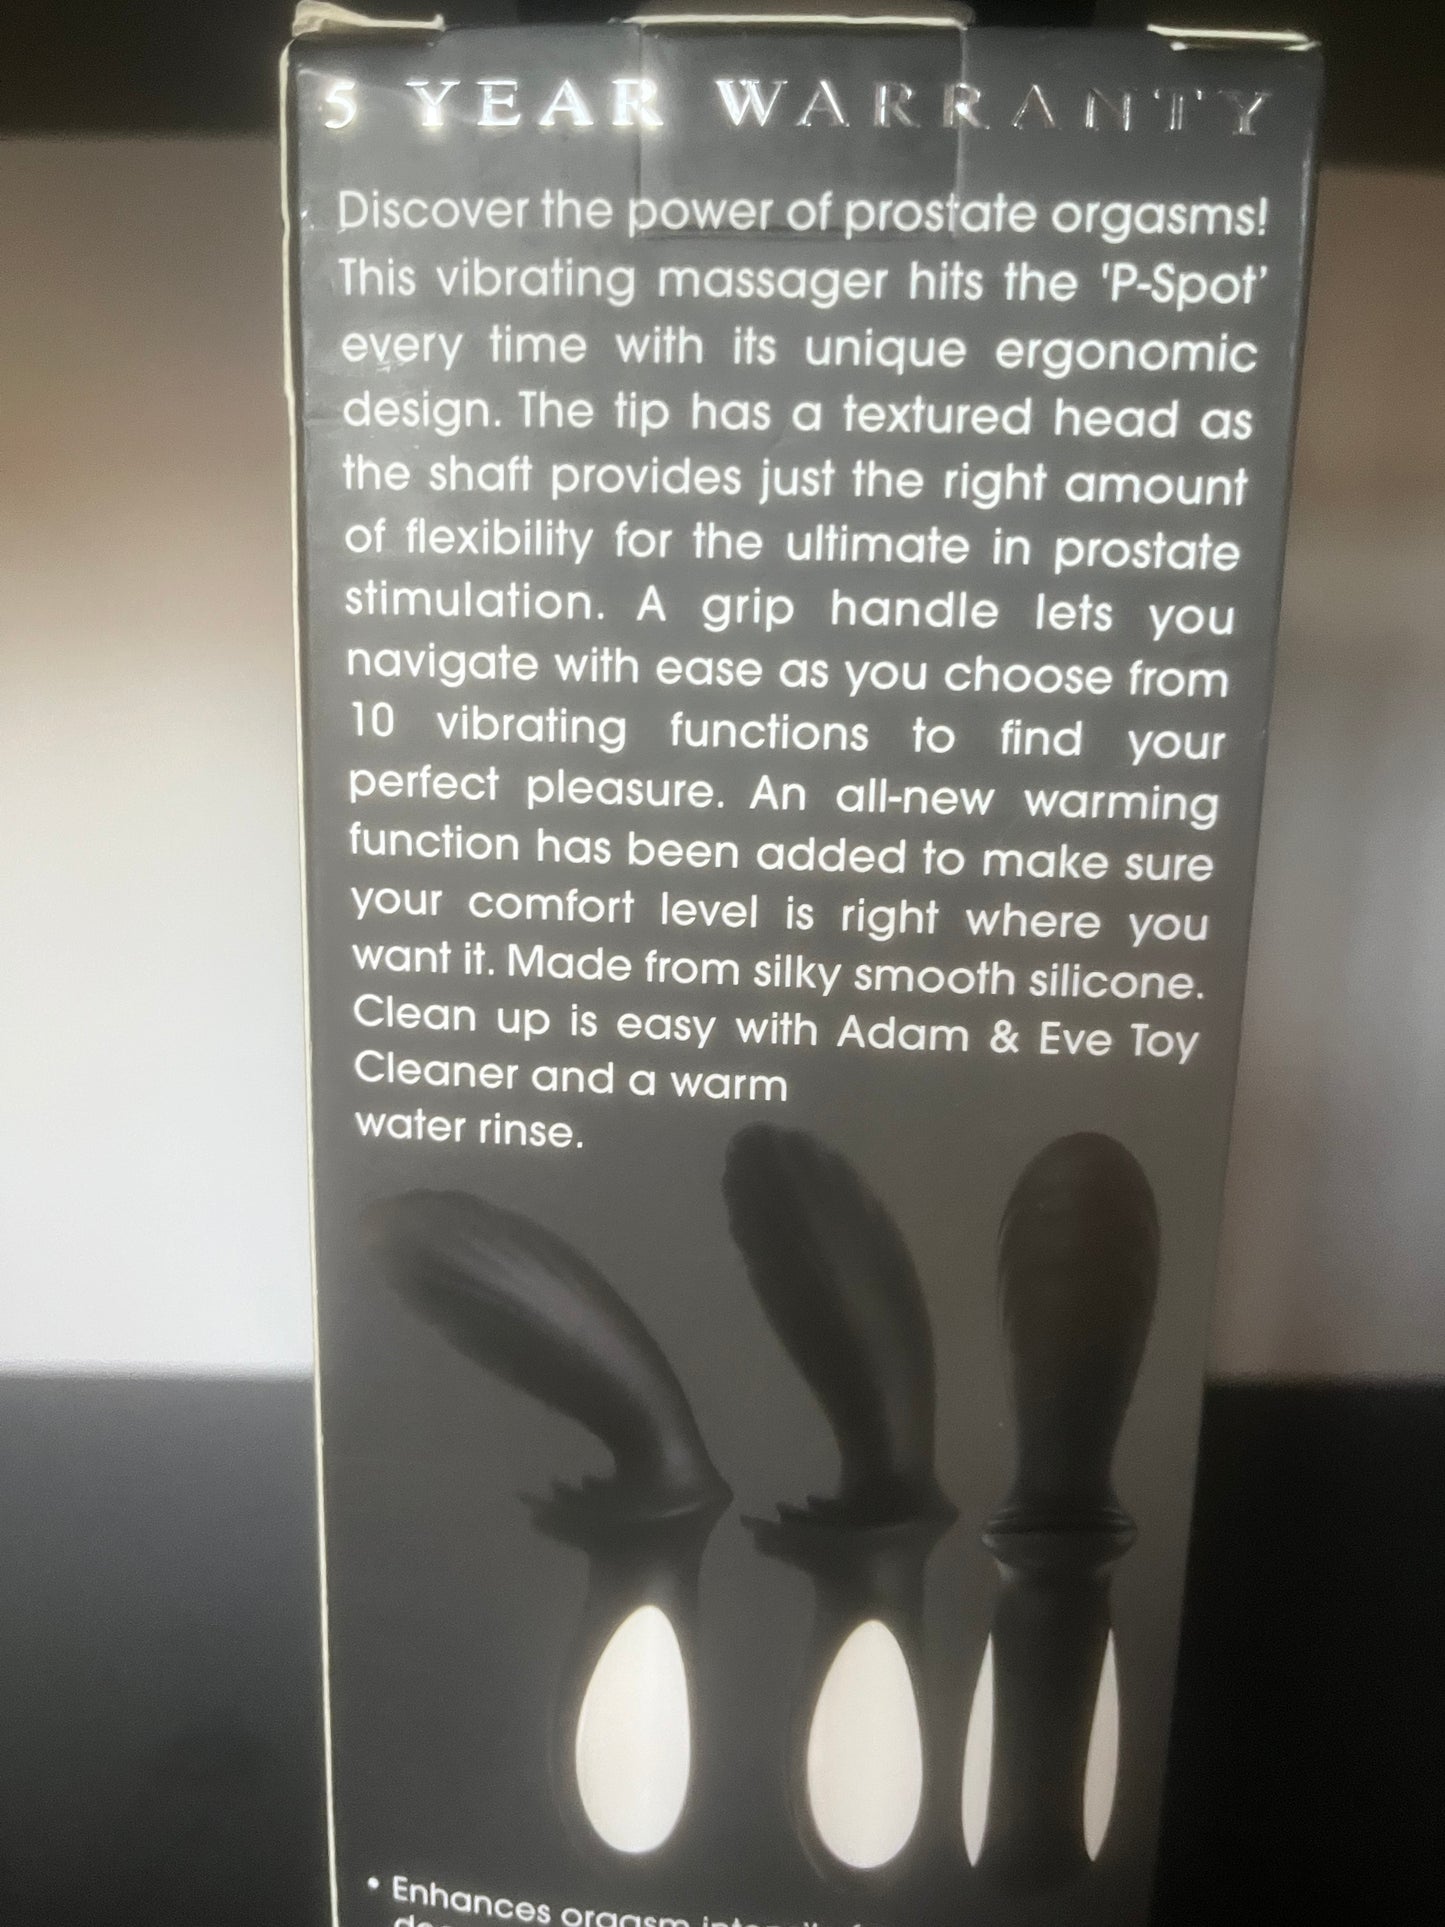 5 YEAR WARRANTY
Discover the power of prostate orgasms!
This vibrating massager hits the 'P-Spot'
every time with its unique ergonomic
design. The tip has a textured head as
the shaft provides just the right amount
of flexibility for the ultimate in prostate
stimulation. A grip handle lets you
navigate with ease as you choose from
10 vibrating functions to find your
perfect pleasure. An all-new warming
function has been added to make sure
your comfort level is right where you
want it. Made from silky smooth silicone.
Clean up is easy with Adam & Eve Toy
Cleaner and a warm
water rinse.
• Enhances orgasm